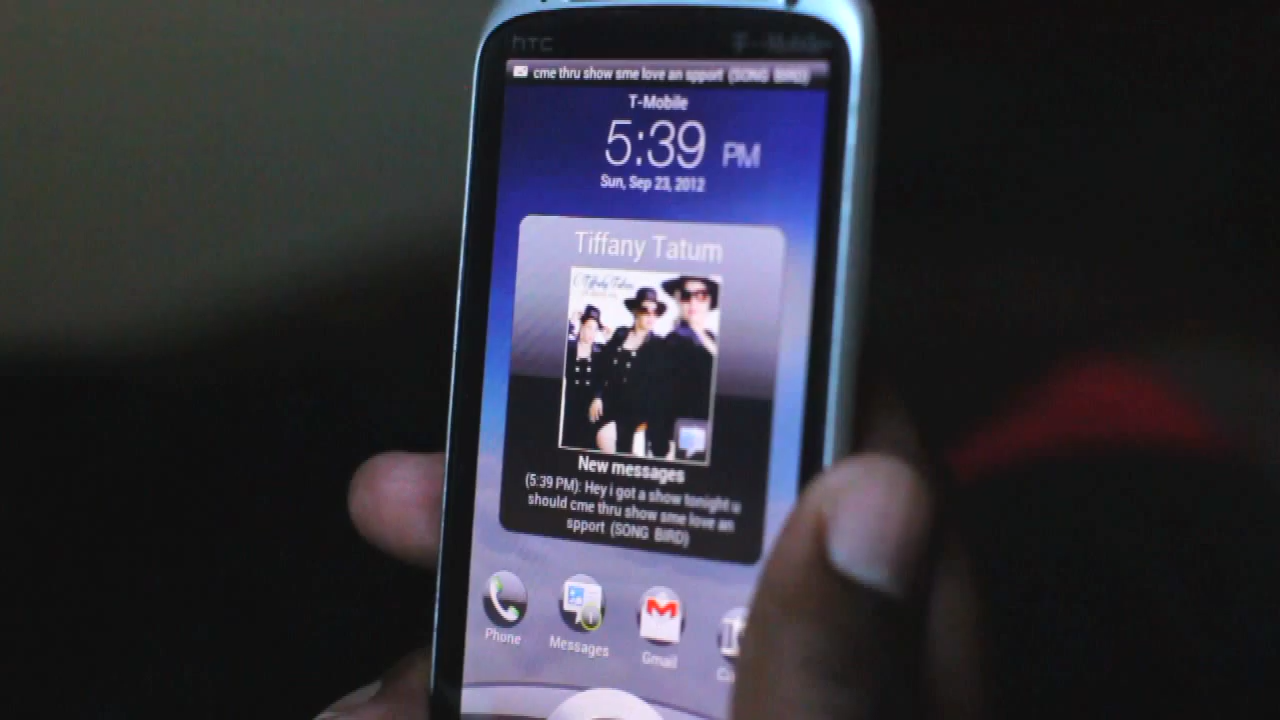 hTC T-Mobile
cme thru show sme love an spport (SONG BIRD)
T-Mobile
5:39 PM
Sun, Sep 23, 2012
Tiffany Tatum
Tiffany Tatum
New messages
(5:39 PM): Hey i got a show tonight u
should cme thru show sme love an
spport (SONG BIRD)
Phone Messages Gmail